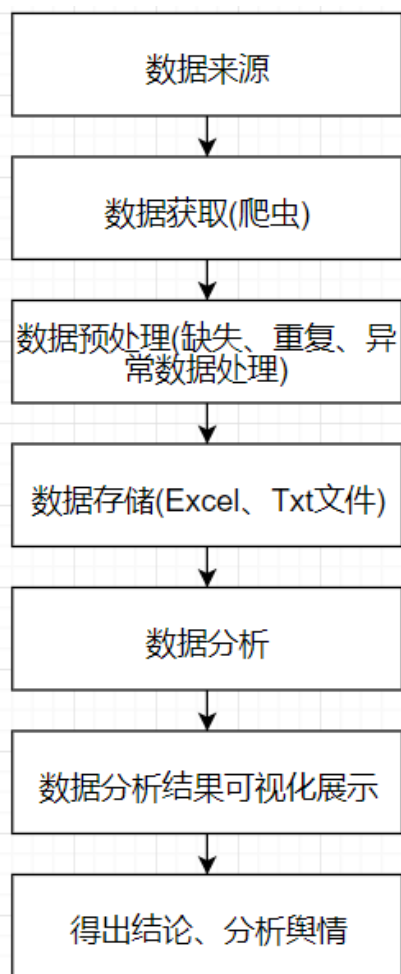 数据来源
数据获取(爬虫)
数据预处理(缺失、重复、异
常数据处理)
数据存储(Excel、Txt文件)
数据分析
数据分析结果可视化展示
得出结论、分析舆情